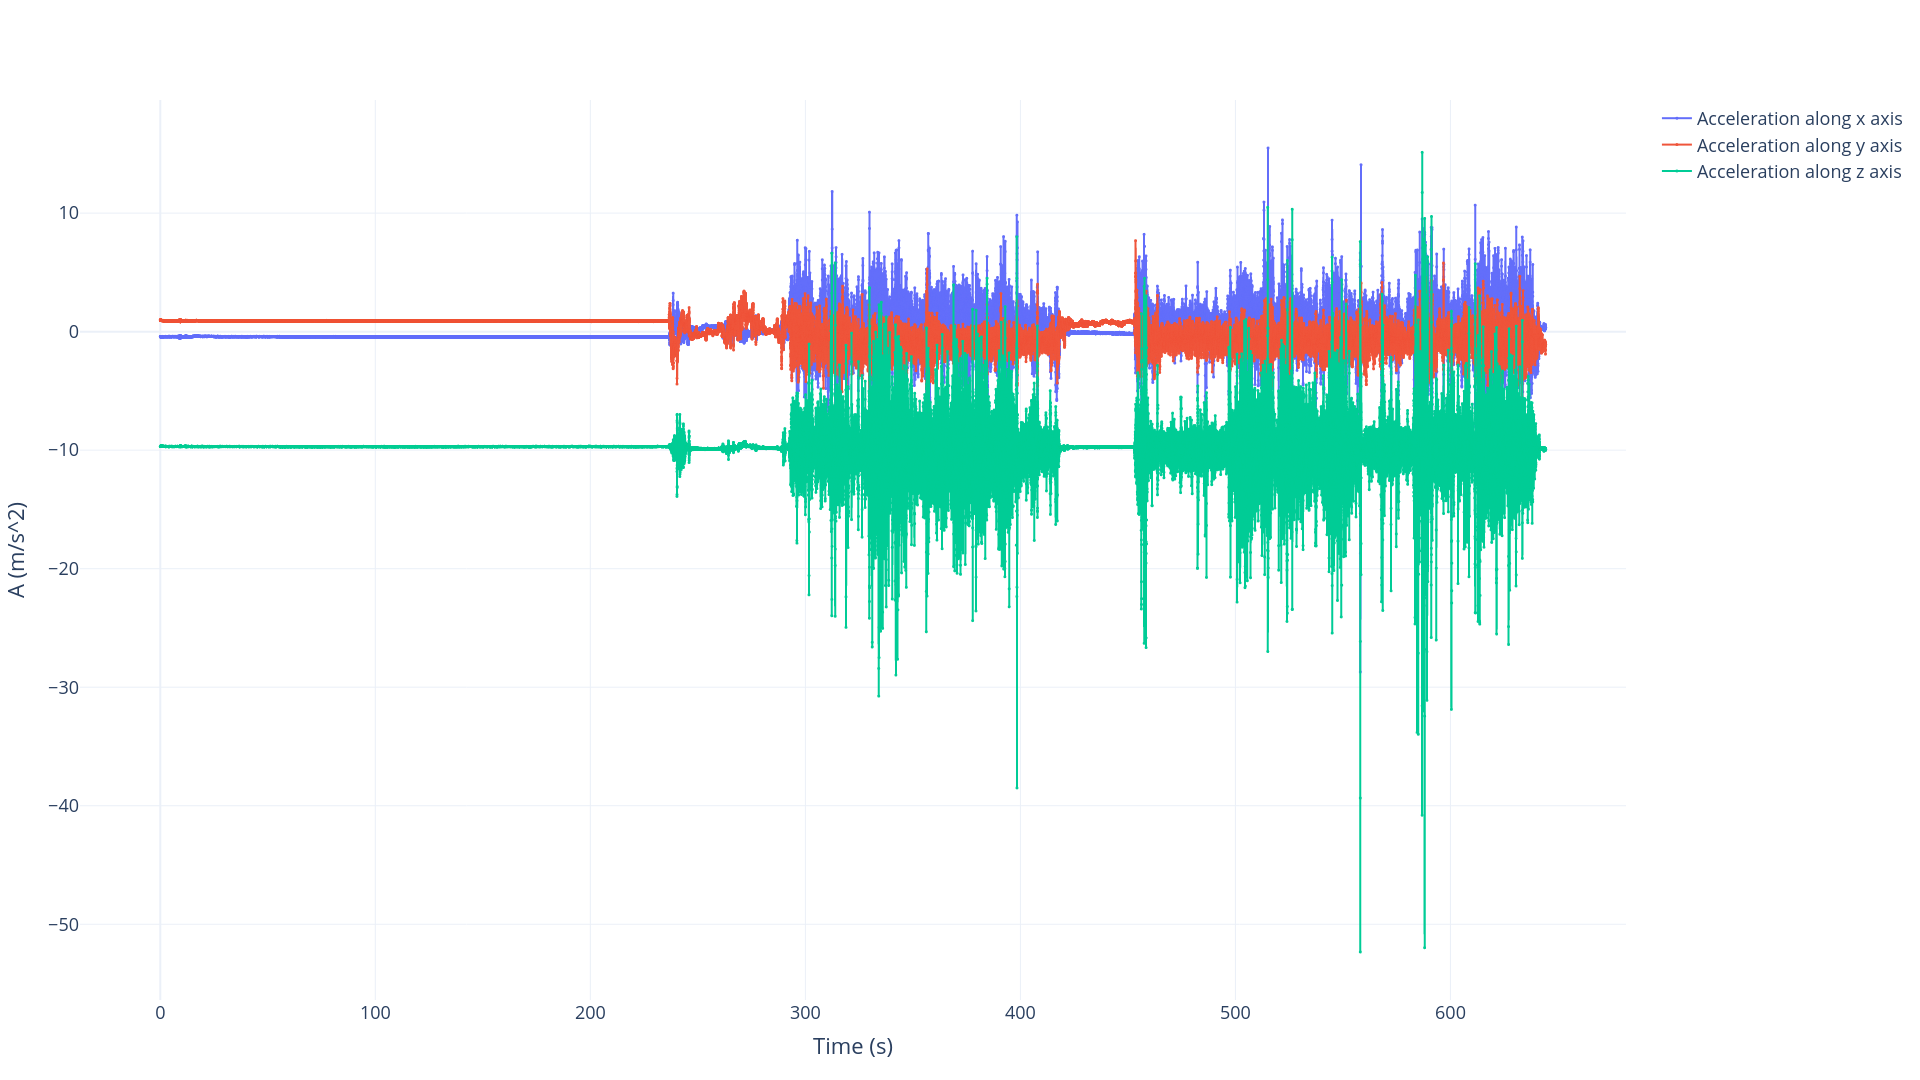 Acceleration along x axis
Acceleration along y axis
Acceleration along z axis
10
0
−10
−20
−30
−40
−50
A (m/s^2)
0
100
200
300
400
500
600
Time (s)